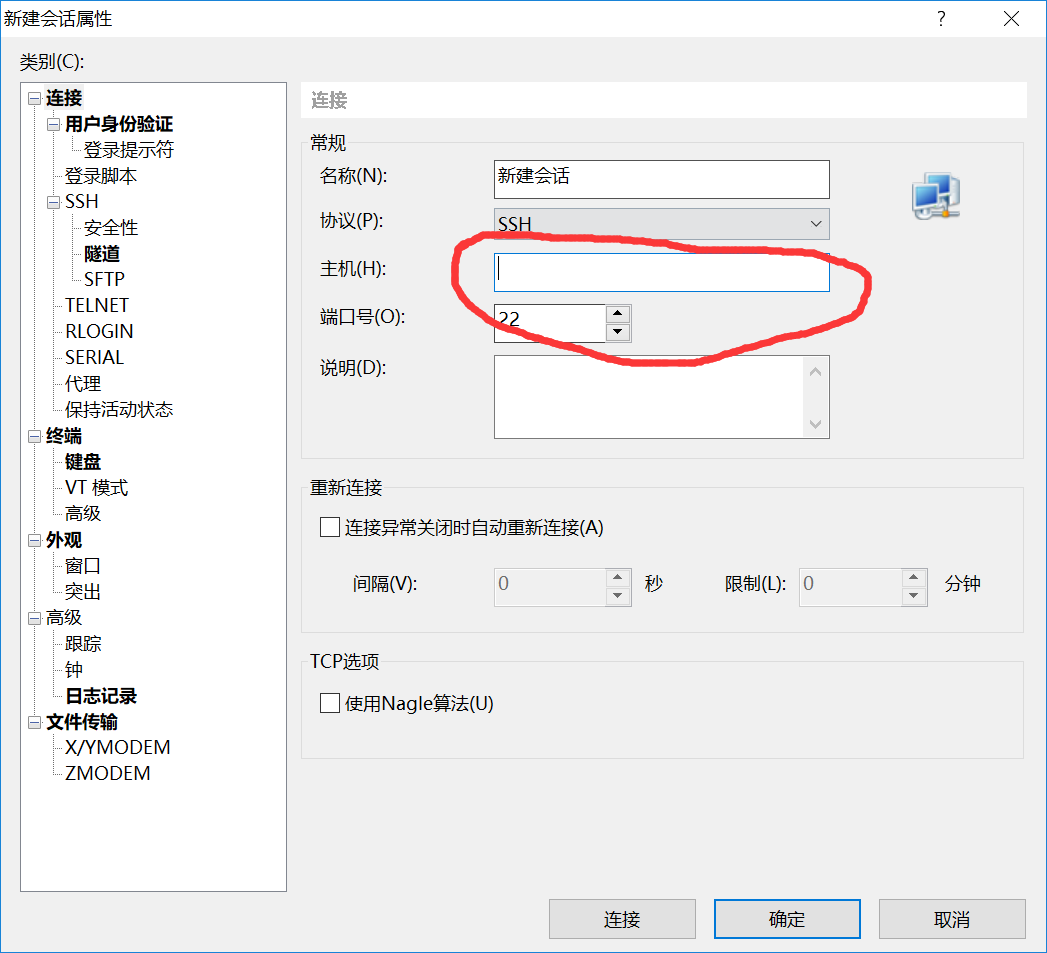 新建会话属性 ?
类别(C):
连接
用户身份验证
登录提示符
登录脚本
SSH
安全性
隧道
SFTP
TELNET
RLOGIN
SERIAL
代理
保持活动状态
终端
键盘
VT 模式
高级
外观
窗口
突出
高级
跟踪
钟
日志记录
文件传输
X/YMODEM
ZMODEM
连接
常规
名称(N): 新建会话
协议(P): SSH
主机(H):
端口号(O): 22
说明(D):
重新连接
连接异常关闭时自动重新连接(A)
间隔(V): 0 秒 限制(L): 0 分钟
TCP选项
使用Nagle算法(U)
连接 确定 取消